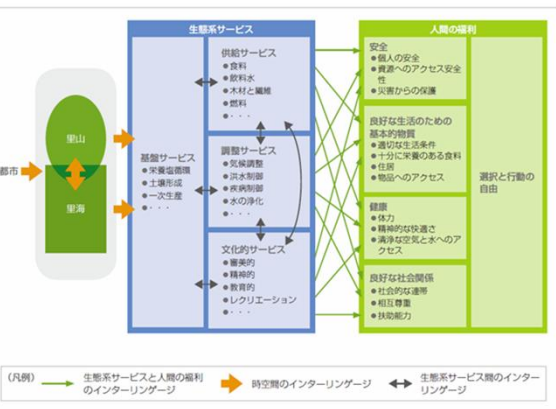 都市
里山
里海
生態系サービス
基盤サービス
●栄養塩循環
●土壌形成
●一次生産
●・・・
供給サービス
●食料
●飲料水
●木材と繊維
●燃料
●・・・
調整サービス
●気候調整
●洪水制御
●疾病制御
●水の浄化
●・・・
文化的サービス
●審美的
●精神的
●教育的
●レクリエーション
●・・・
人間の福利
安全
●個人の安全
●資源へのアクセス安全
性
●災害からの保護
良好な生活のための
基本的物質
●適切な生活条件
●十分に栄養のある食料
●住居
●物品へのアクセス
健康
●体力
●精神的な快適さ
●清浄な空気と水へのア
クセス
良好な社会関係
●社会的な連帯
●相互尊重
●扶助能力
選択と行動の
自由
(凡例)
生態系サービスと人間の福利
のインターリンゲージ
時空間のインターリンゲージ
生態系サービス間のインター
リンゲージ